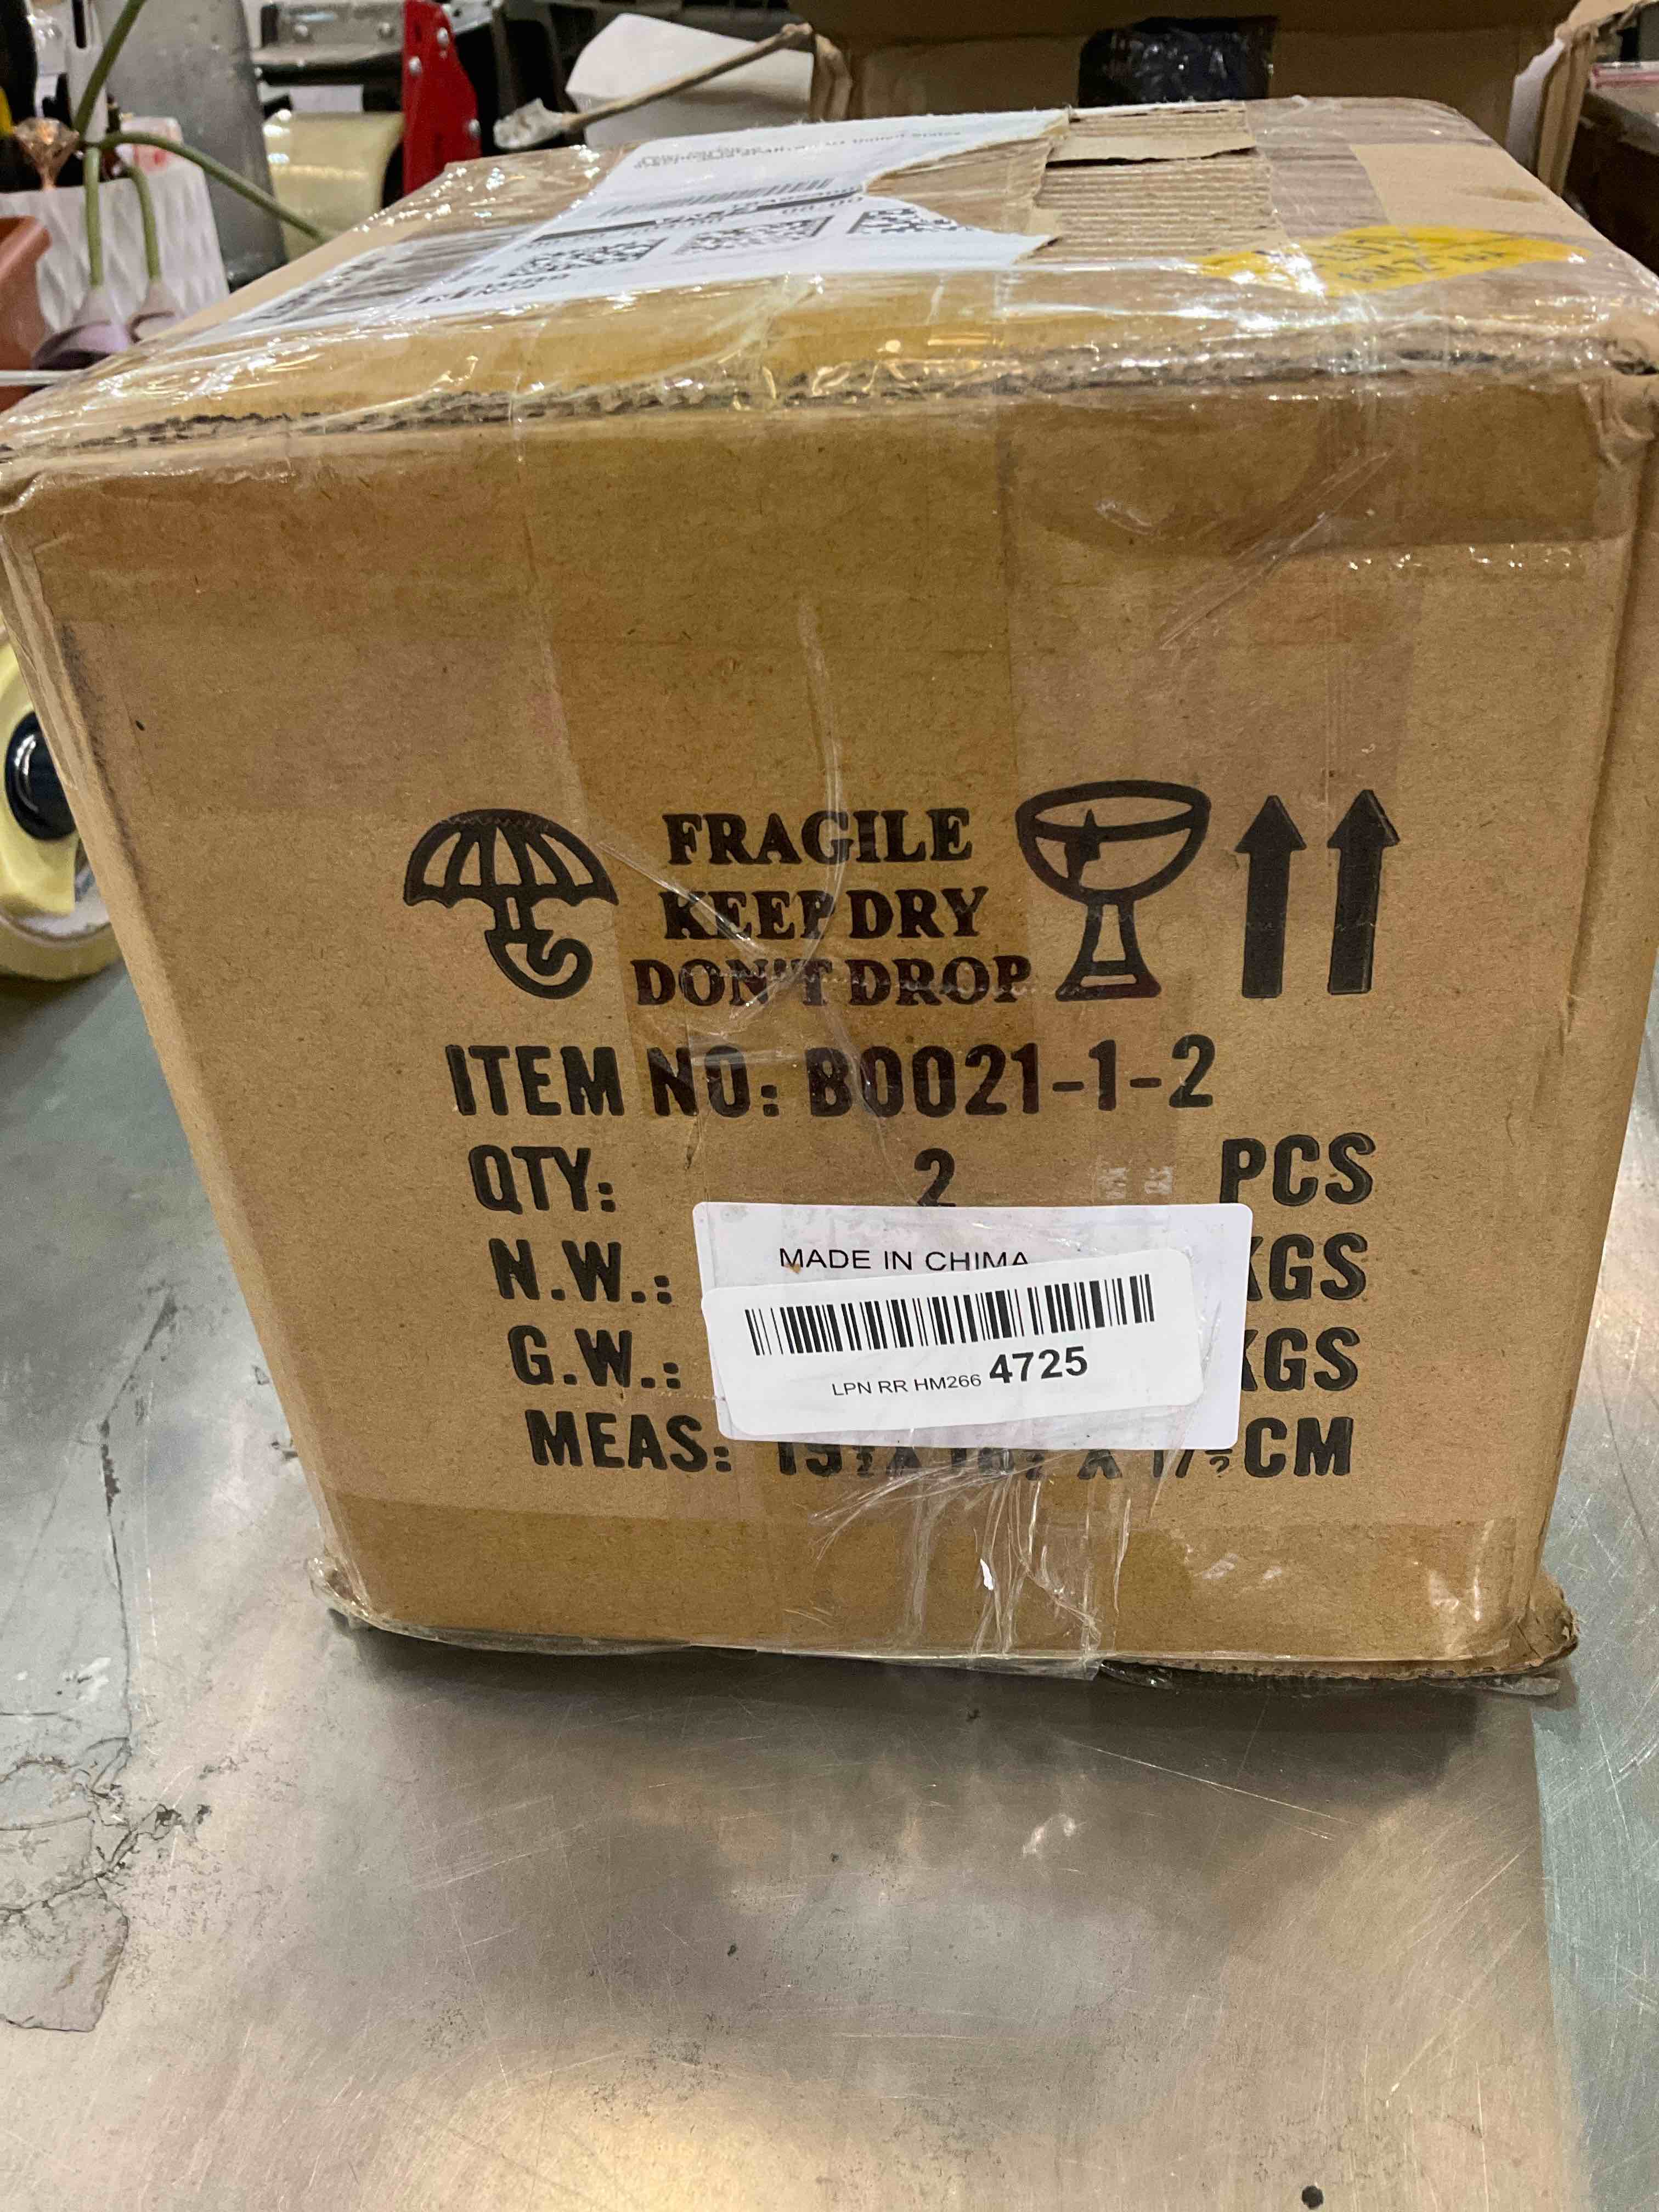 FRAGILE
KEEP DRY
DON'T DROP
ITEM NO: B0021-1-2
QTY: 2 PCS
N.W.: KGS
G.W.: KGS
MADE IN CHIMA
LPN RR HM266 4725
MEAS: X X CM